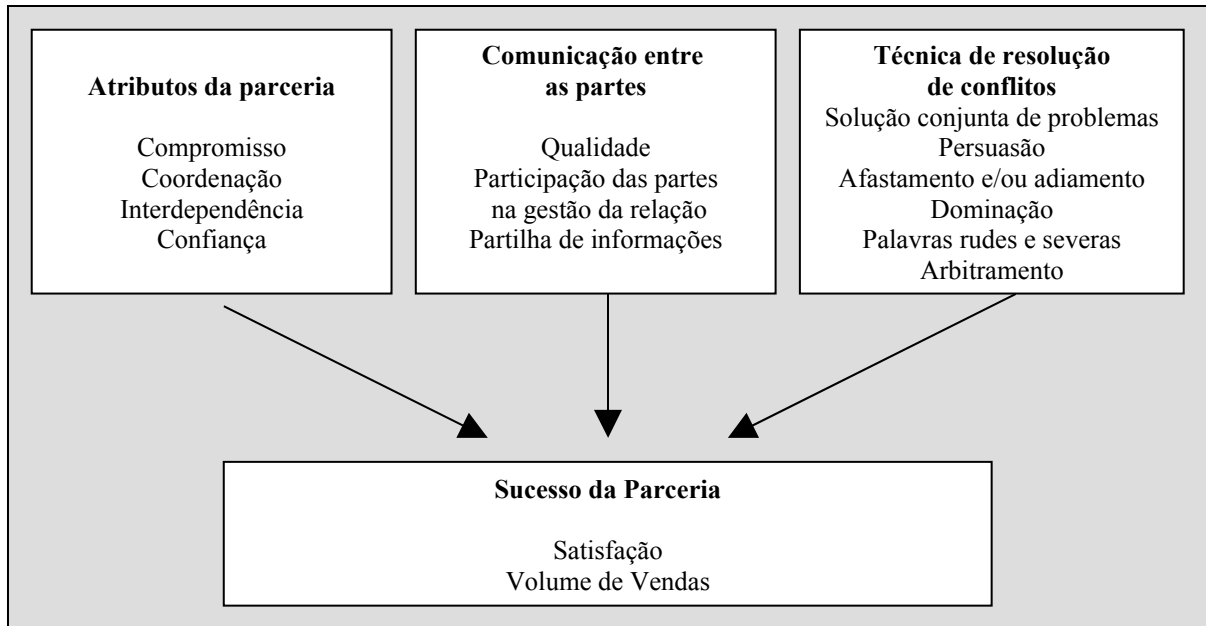 Atributos da parceria
Compromisso
Coordenação
Interdependência
Confiança
Comunicação entre
as partes
Qualidade
Participação das partes
na gestão da relação
Partilha de informações
Técnica de resolução
de conflitos
Solução conjunta de problemas
Persuasão
Afastamento e/ou adiamento
Dominação
Palavras rudes e severas
Arbitramento
Sucesso da Parceria
Satisfação
Volume de Vendas